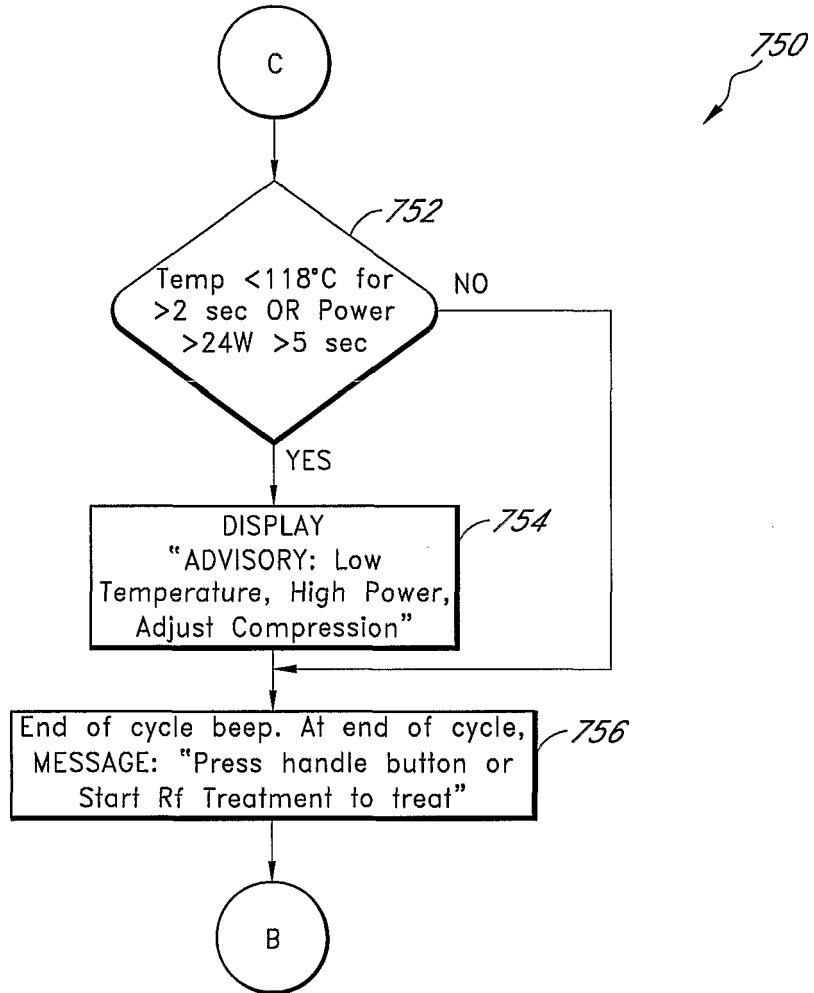 C
750
752
Temp <118°C for
>2 sec OR Power
>24W >5 sec
NO
YES
DISPLAY
"ADVISORY: Low
Temperature, High Power,
Adjust Compression"
754
End of cycle beep. At end of cycle,
MESSAGE: "Press handle button or
Start Rf Treatment to treat"
756
B